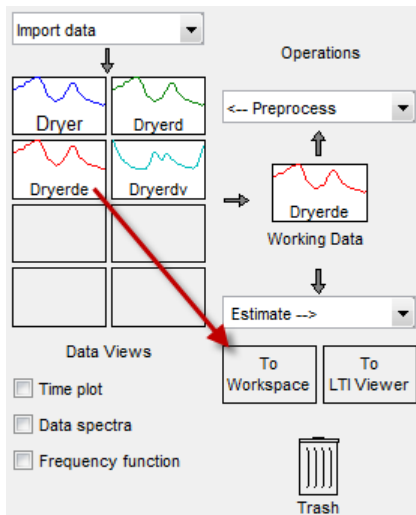 Import data
Operations
Dryer
Dryerd
<-- Preprocess
Dryerde
Dryerdv
Dryerde
Working Data
Estimate -->
Data Views
To
Workspace
To
LTI Viewer
Time plot
Data spectra
Frequency function
Trash